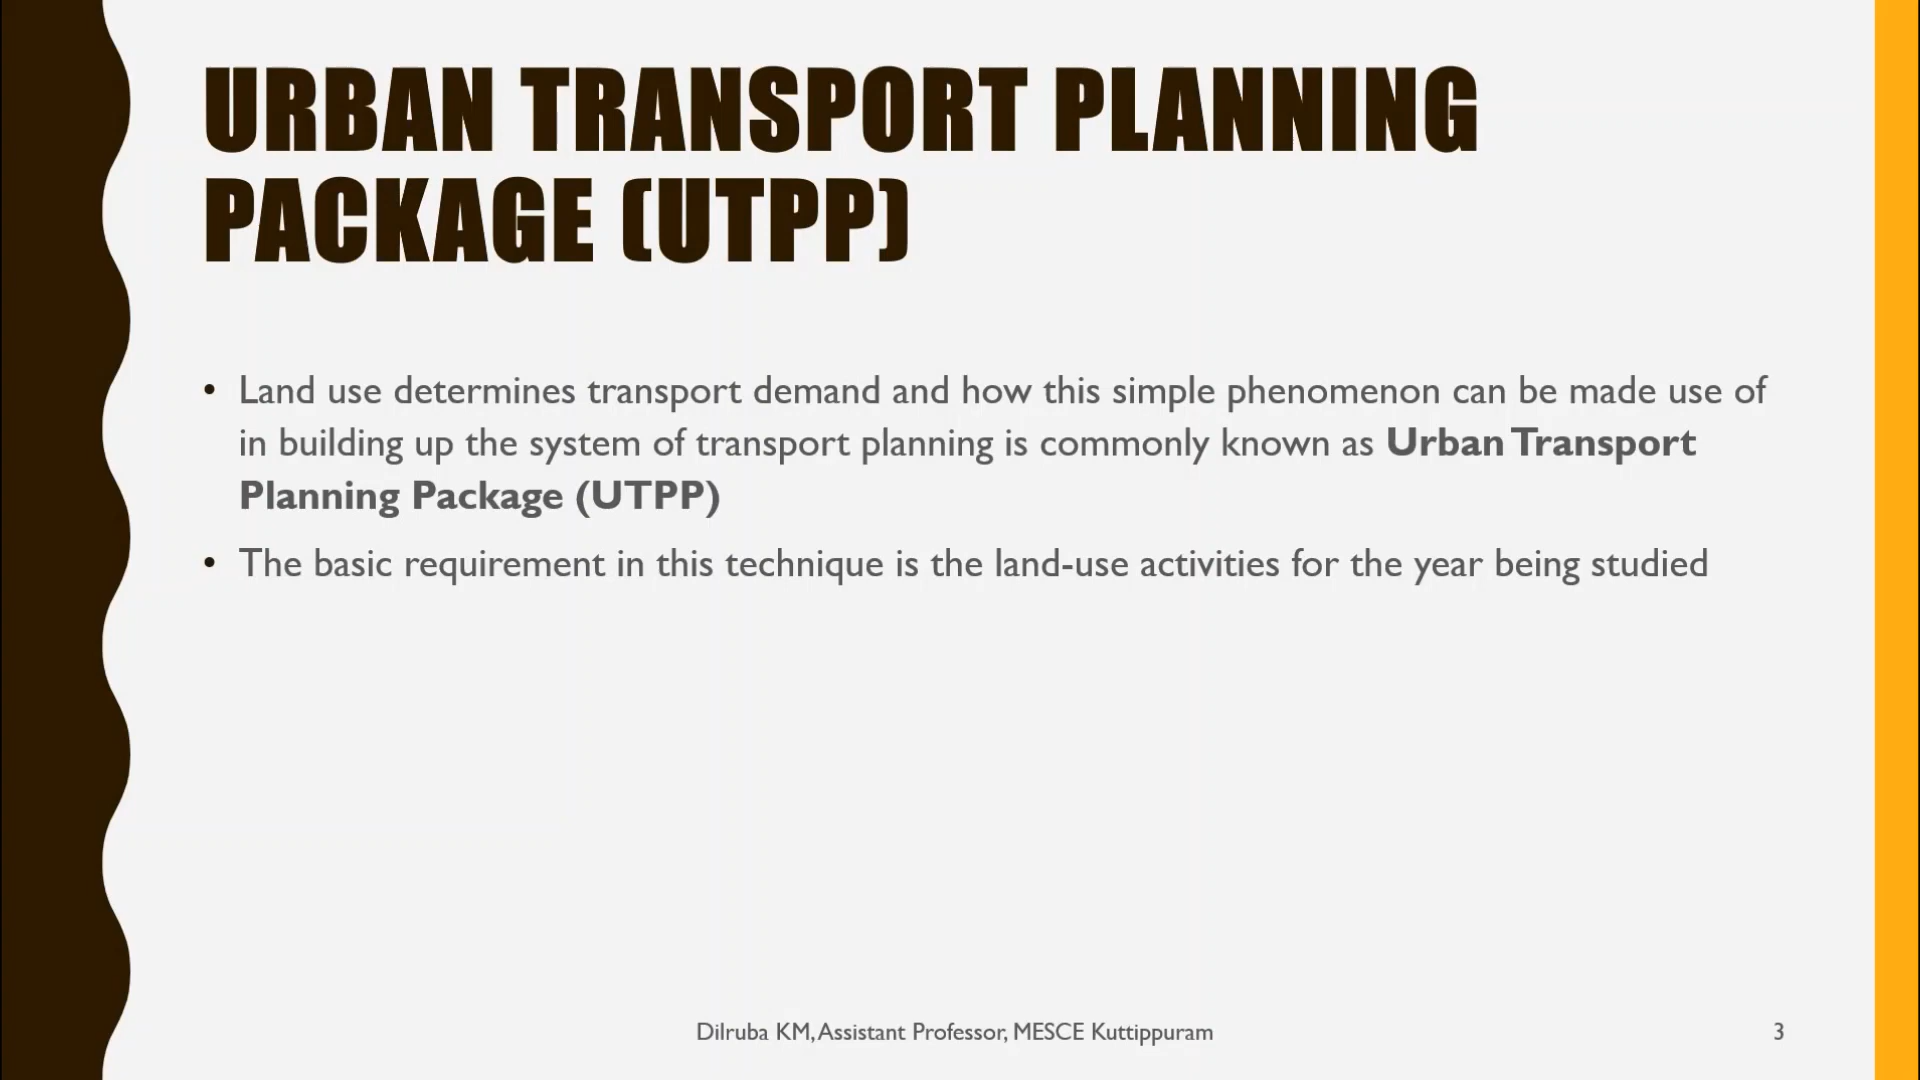 URBAN TRANSPORT PLANNING
PACKAGE (UTPP)
• Land use determines transport demand and how this simple phenomenon can be made use of
in building up the system of transport planning is commonly known as Urban Transport
Planning Package (UTPP)
• The basic requirement in this technique is the land-use activities for the year being studied
Dilruba KM, Assistant Professor, MESCE Kuttippuram
3